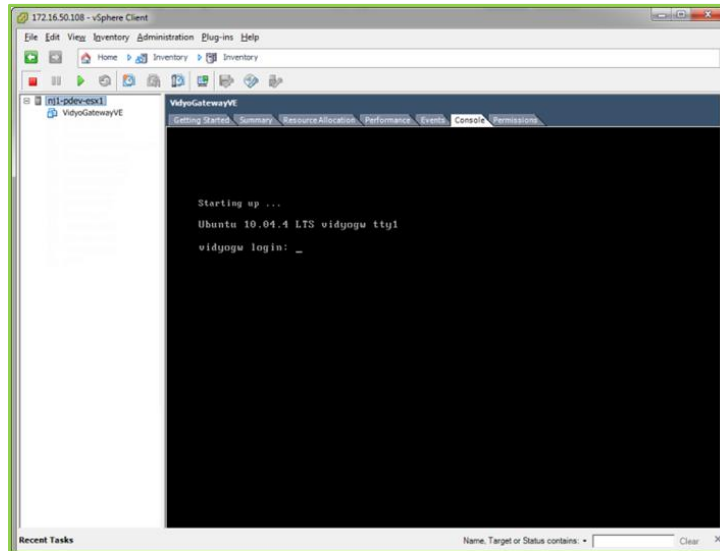 172.16.50.108 - vSphere Client
File Edit View Inventory Administration Plug-ins Help
Home Inventory Inventory
nj1-pdev-esx1
VidyoGatewayVE
VidyoGatewayVE
Getting Started Summary Resource Allocation Performance Events Console Permissions
Starting up ...
Ubuntu 10.04.4 LTS vidyogw tty1
vidyogw login: _
Recent Tasks
Name, Target or Status contains: Clear